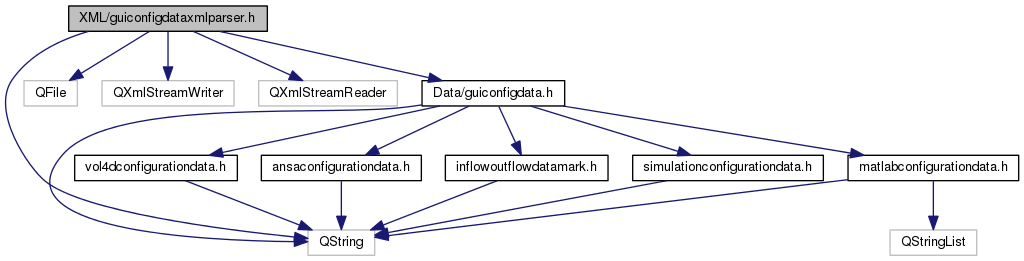 XML/guiconfigdataxmlparser.h
QFile
QXmlStreamWriter
QXmlStreamReader
Data/guiconfigdata.h
vol4dconfigurationdata.h
ansaconfigurationdata.h
inflowoutflowdatamark.h
simulationconfigurationdata.h
matlabconfigurationdata.h
QString
QStringList